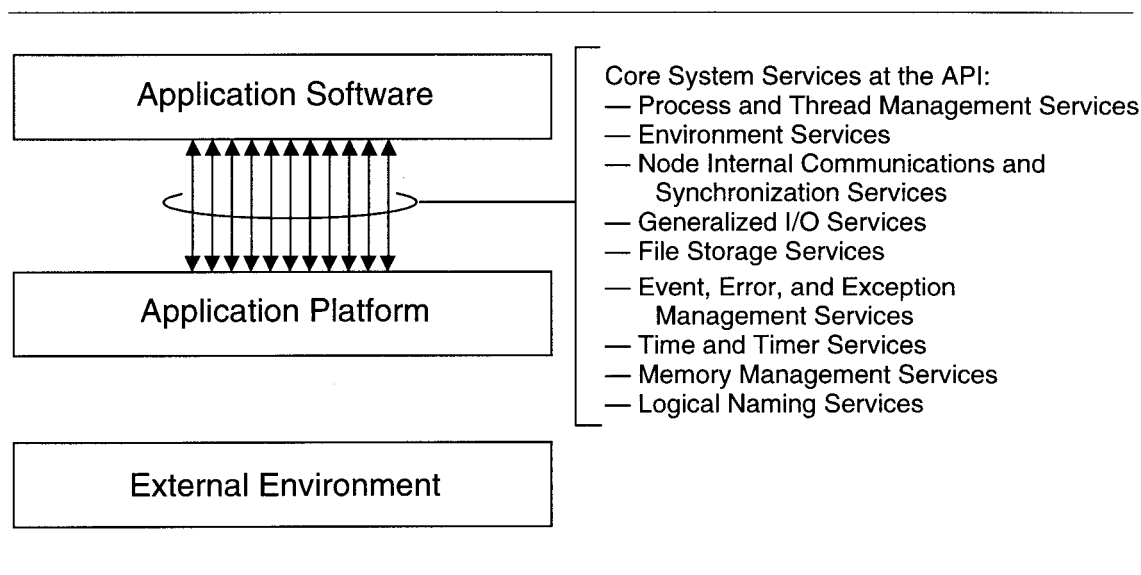 Application Software
Application Platform
External Environment
Core System Services at the API:
— Process and Thread Management Services
— Environment Services
— Node Internal Communications and
Synchronization Services
— Generalized I/O Services
— File Storage Services
— Event, Error, and Exception
Management Services
— Time and Timer Services
— Memory Management Services
— Logical Naming Services